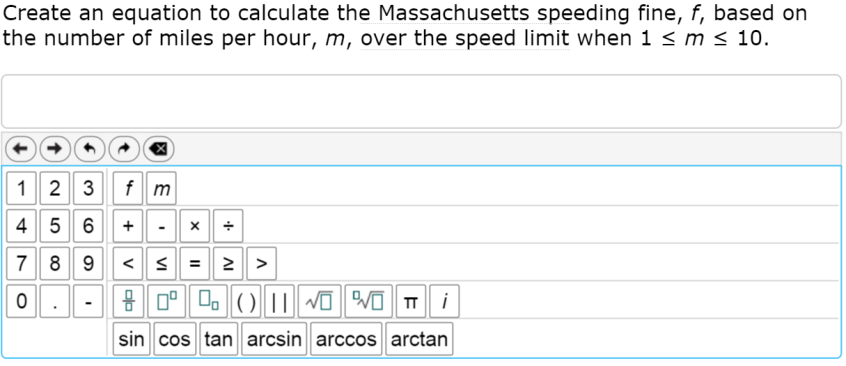 Create an equation to calculate the Massachusetts speeding fine, f, based on
the number of miles per hour, m, over the speed limit when 1 ≤ m ≤ 10.
1 2 3 f m
4 5 6 + - × ÷
7 8 9 < ≤ = ≥ >
0 . - ( ) | | √ √ π i
sin cos tan arcsin arccos arctan